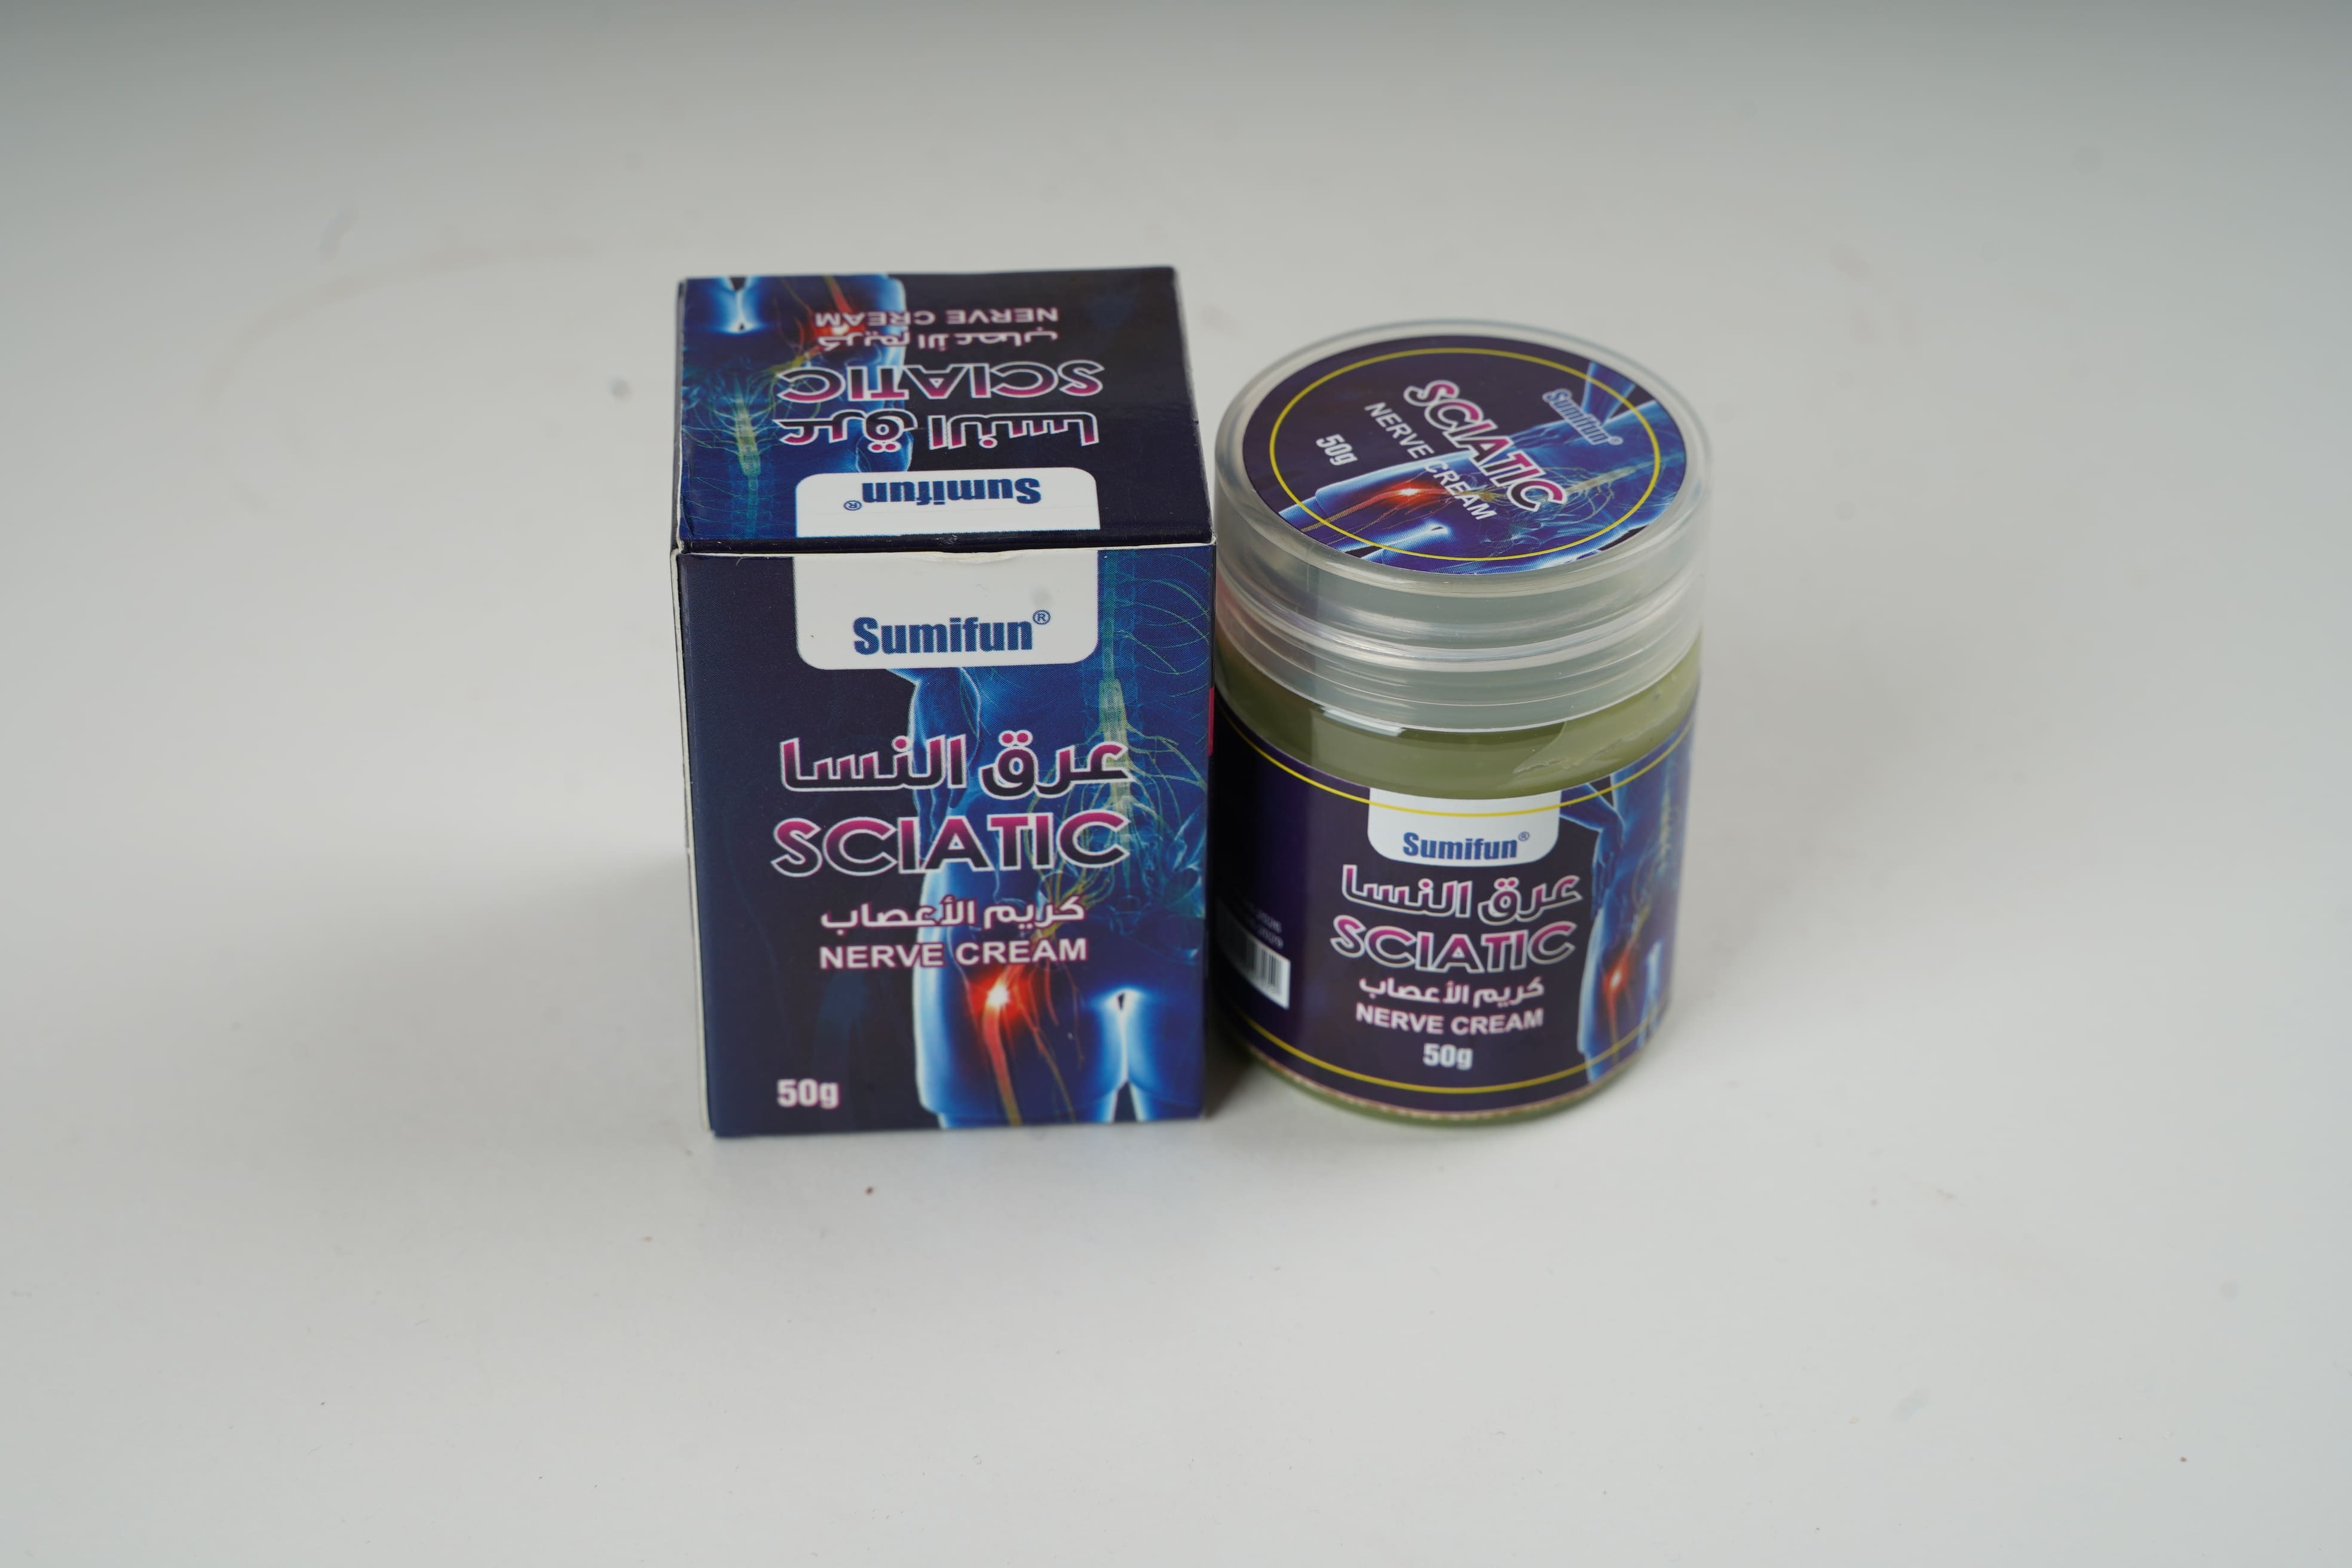 NERVE CREAM
كريم الأعصاب
SCIATIC
عرق النسا
Sumifun®
Sumifun®
عرق النسا
SCIATIC
كريم الأعصاب
NERVE CREAM
50g
Sumifun®
SCIATIC
NERVE CREAM
50g
Sumifun®
عرق النسا
SCIATIC
كريم الأعصاب
NERVE CREAM
50g